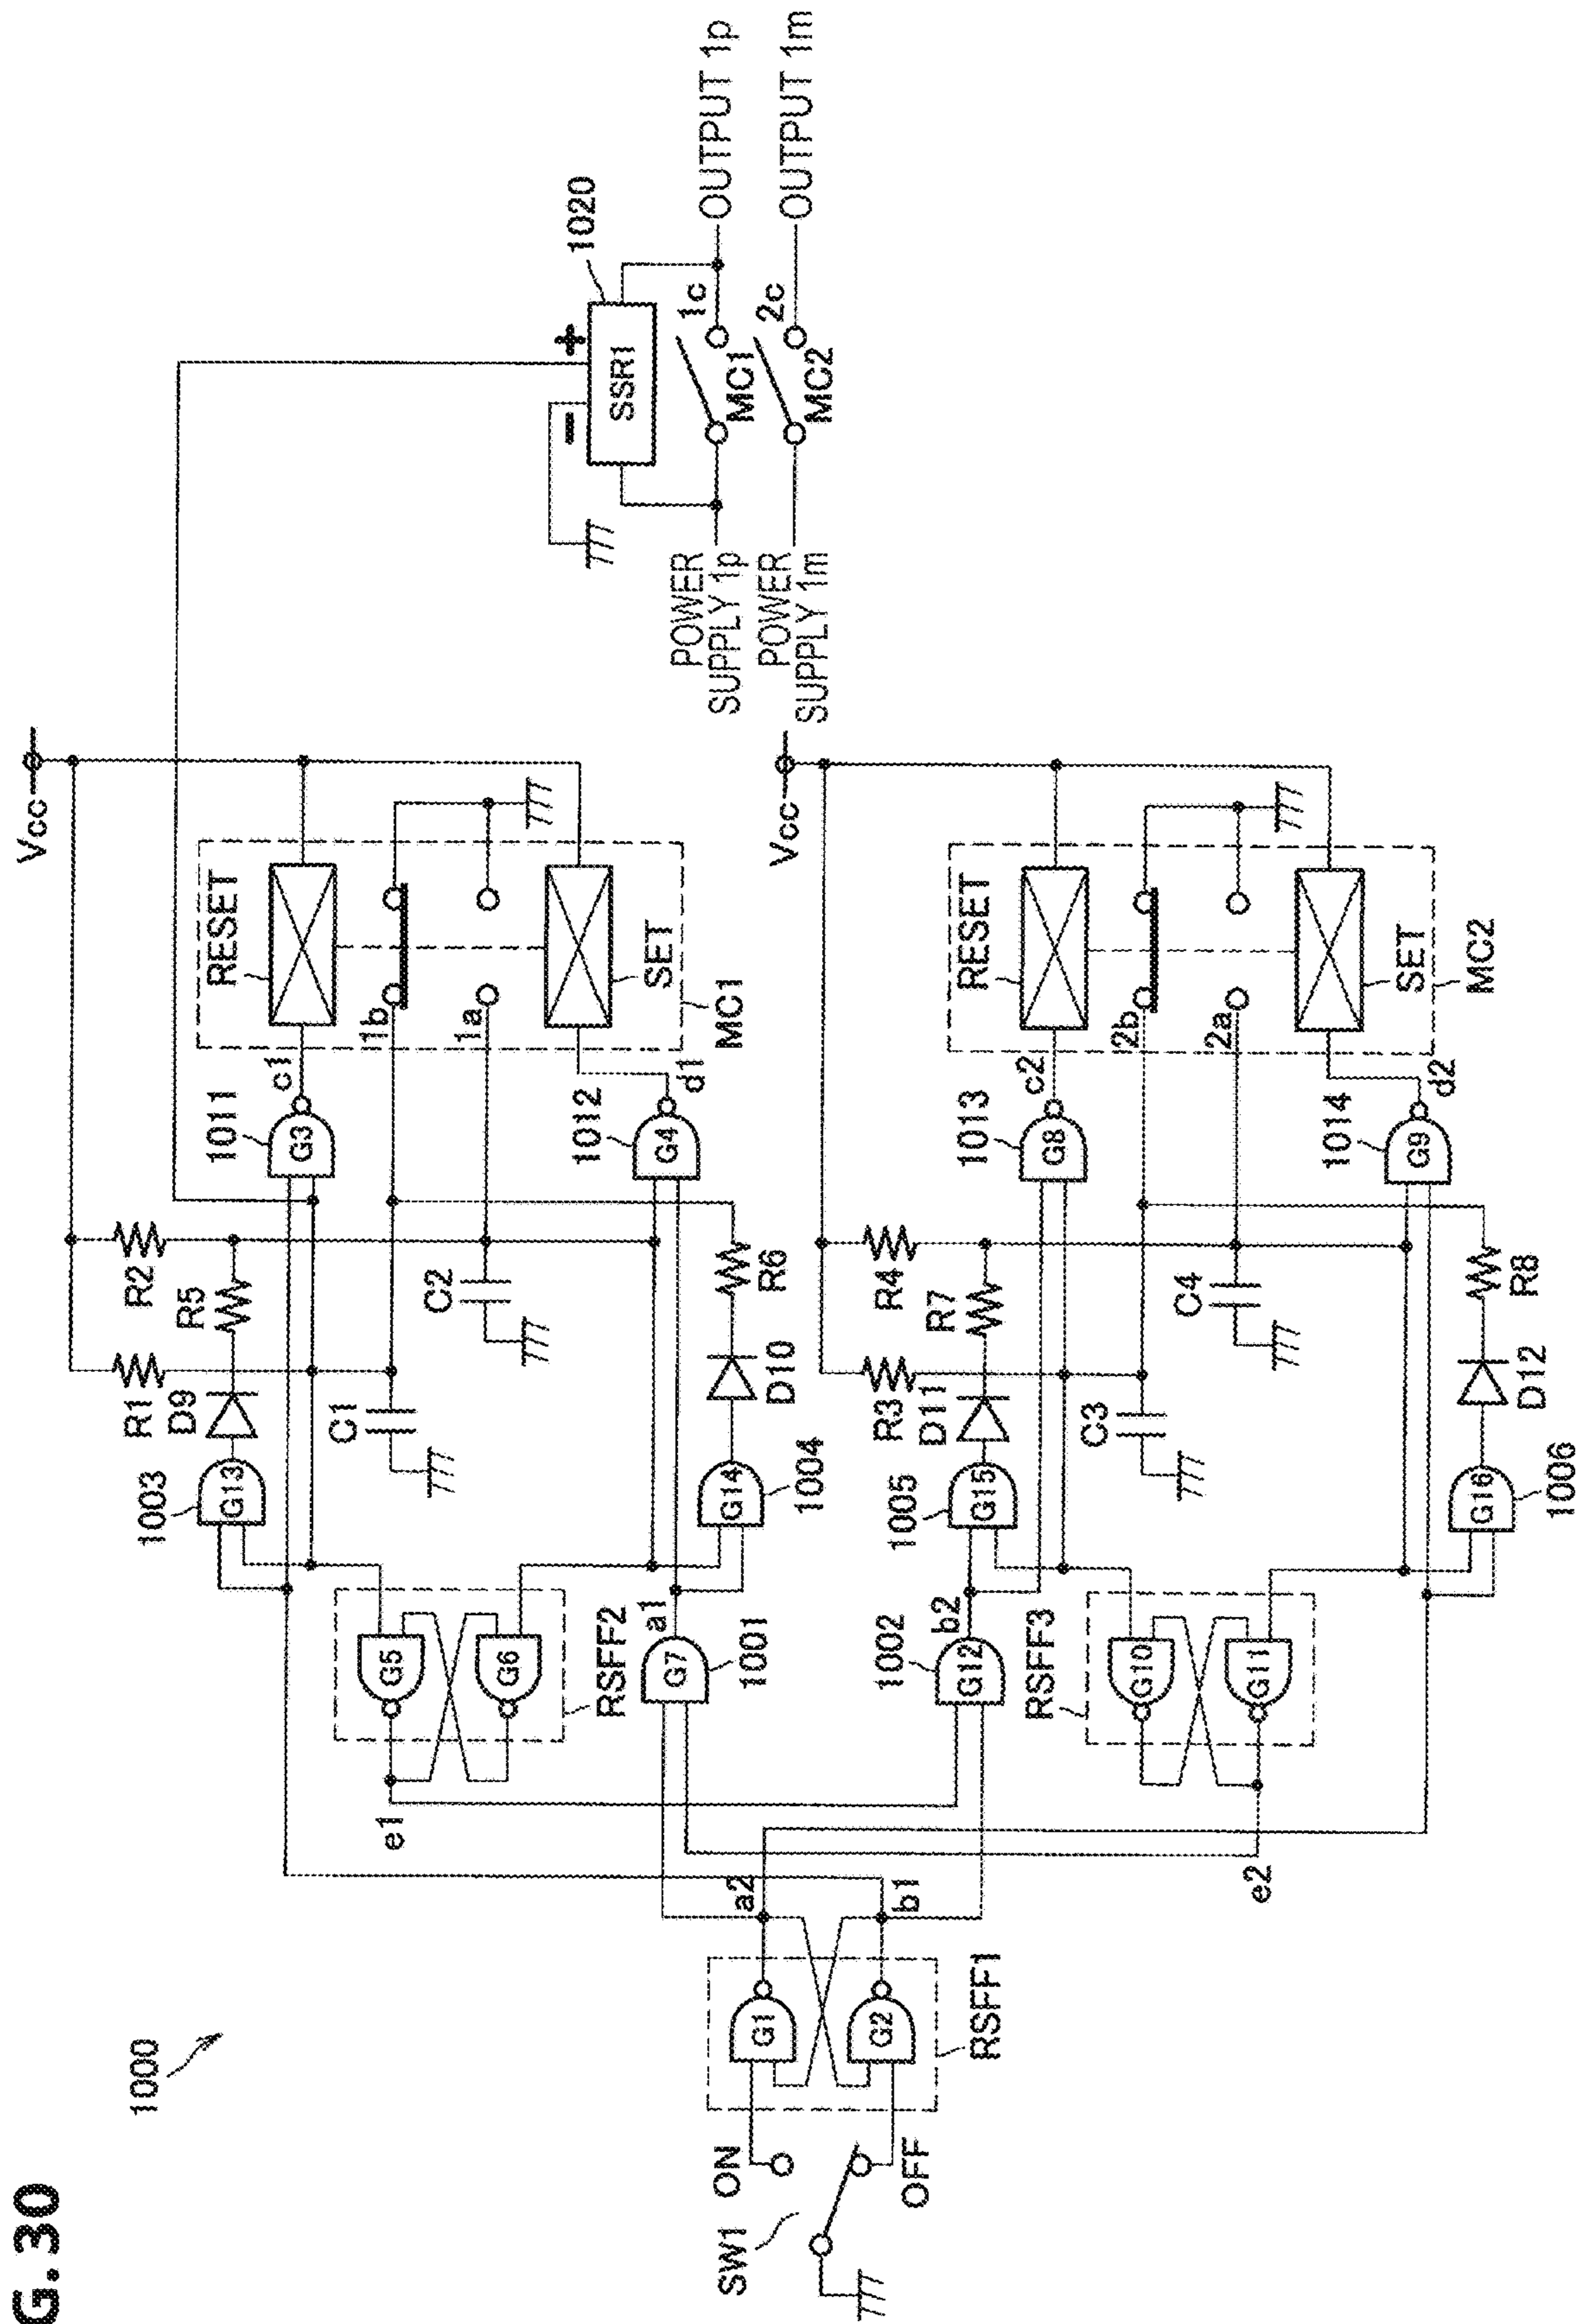 G. 30
1000
SW1
ON
OFF
G1
G2
RSFF1
a2
b1
e1
e2
G5
G6
RSFF2
a1
G7
1001
1002
b2
G12
RSFF3
G10
G11
1003
G13
D9
R5
R1
R2
C1
C2
G14
1004
D10
R6
1005
G15
D11
R7
R3
R4
C3
C4
G16
1006
D12
R8
1011
G3
c1
1012
G4
d1
1013
G8
c2
1014
G9
d2
Vcc
RESET
1b
1a
SET
MC1
Vcc
RESET
2b
2a
SET
MC2
POWER
SUPPLY 1p
POWER
SUPPLY 1m
SSR1
1020
−
+
1c
MC1
2c
MC2
OUTPUT 1p
OUTPUT 1m